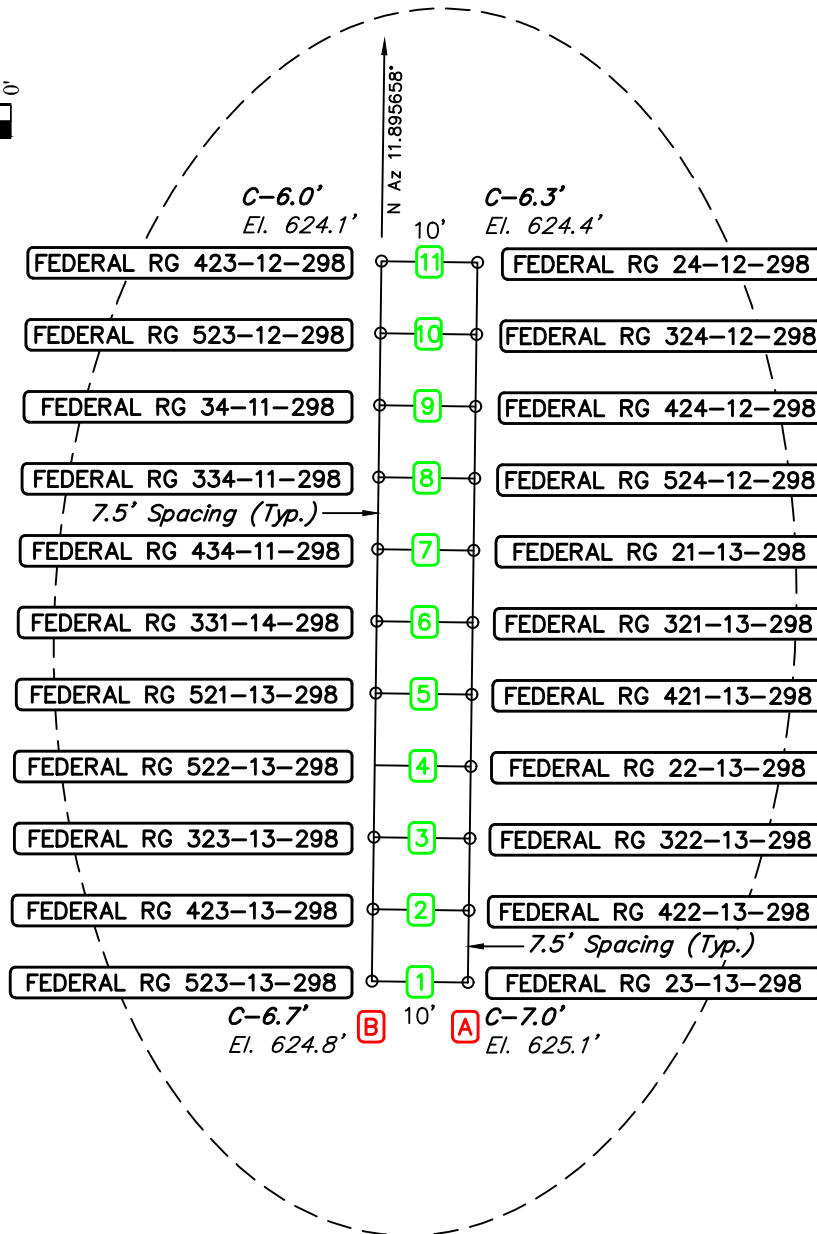 0'
N Az 11.895658°
C-6.0' C-6.3'
El. 624.1' El. 624.4'
10'
FEDERAL RG 423-12-298 11 FEDERAL RG 24-12-298
FEDERAL RG 523-12-298 10 FEDERAL RG 324-12-298
FEDERAL RG 34-11-298 9 FEDERAL RG 424-12-298
FEDERAL RG 334-11-298 8 FEDERAL RG 524-12-298
7.5' Spacing (Typ.)
FEDERAL RG 434-11-298 7 FEDERAL RG 21-13-298
FEDERAL RG 331-14-298 6 FEDERAL RG 321-13-298
FEDERAL RG 521-13-298 5 FEDERAL RG 421-13-298
FEDERAL RG 522-13-298 4 FEDERAL RG 22-13-298
FEDERAL RG 323-13-298 3 FEDERAL RG 322-13-298
FEDERAL RG 423-13-298 2 FEDERAL RG 422-13-298
7.5' Spacing (Typ.)
FEDERAL RG 523-13-298 1 FEDERAL RG 23-13-298
C-6.7' B 10' A C-7.0'
El. 624.8' El. 625.1'